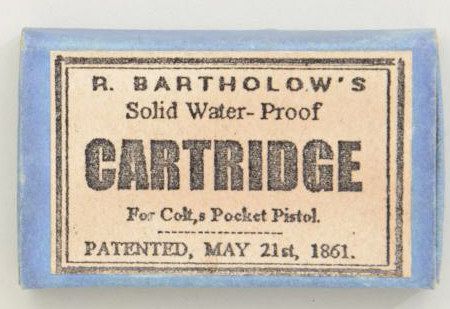 R. BARTHOLOW'S
Solid Water-Proof
CARTRIDGE
For Colt,s Pocket Pistol.
PATENTED, MAY 21st, 1861.